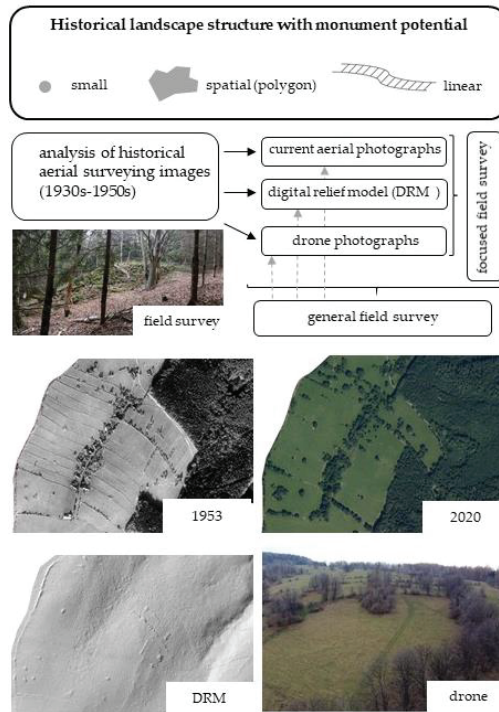 Historical landscape structure with monument potential
small
spatial (polygon)
linear
analysis of historical
aerial surveying images
(1930s-1950s)
current aerial photographs
digital relief model (DRM )
drone photographs
focused field survey
field survey
general field survey
1953
2020
DRM
drone